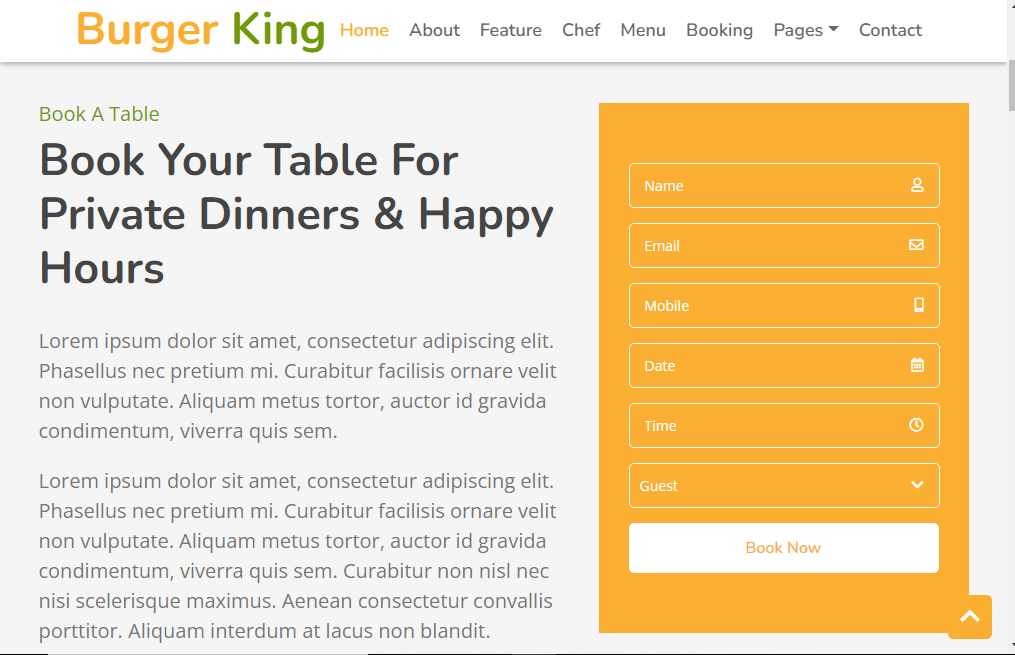 Burger King Home About Feature Chef Menu Booking Pages Contact
Book A Table
Book Your Table For
Private Dinners & Happy
Hours
Lorem ipsum dolor sit amet, consectetur adipiscing elit.
Phasellus nec pretium mi. Curabitur facilisis ornare velit
non vulputate. Aliquam metus tortor, auctor id gravida
condimentum, viverra quis sem.
Lorem ipsum dolor sit amet, consectetur adipiscing elit.
Phasellus nec pretium mi. Curabitur facilisis ornare velit
non vulputate. Aliquam metus tortor, auctor id gravida
condimentum, viverra quis sem. Curabitur non nisl nec
nisi scelerisque maximus. Aenean consectetur convallis
porttitor. Aliquam interdum at lacus non blandit.
Name
Email
Mobile
Date
Time
Guest
Book Now